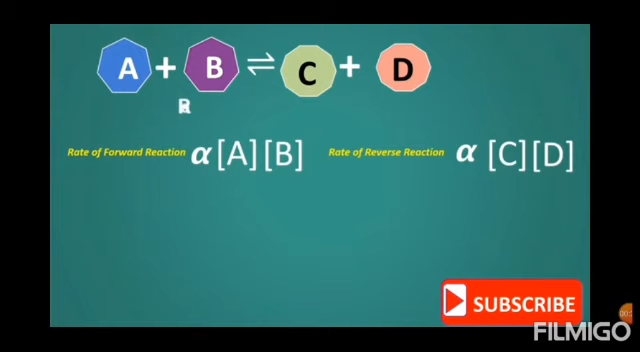 A + B ⇌ C + D
Rate of Forward Reaction α [A][B] Rate of Reverse Reaction α [C][D]
SUBSCRIBE
FILMIGO